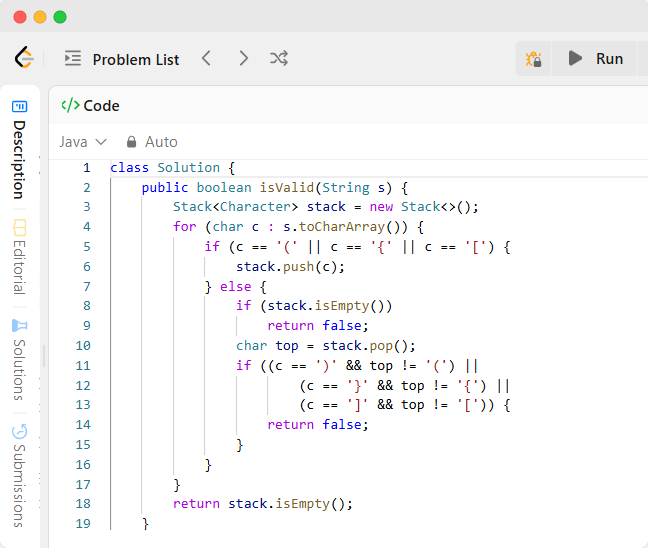 Problem List
Run
Description
Editorial
Solutions
Submissions
</> Code
Java
Auto
1 class Solution {
2     public boolean isValid(String s) {
3         Stack<Character> stack = new Stack<>();
4         for (char c : s.toCharArray()) {
5             if (c == '(' || c == '{' || c == '[') {
6                 stack.push(c);
7             } else {
8                 if (stack.isEmpty())
9                     return false;
10                 char top = stack.pop();
11                 if ((c == ')' && top != '(') ||
12                         (c == '}' && top != '{') ||
13                         (c == ']' && top != '[')) {
14                     return false;
15                 }
16             }
17         }
18         return stack.isEmpty();
19     }